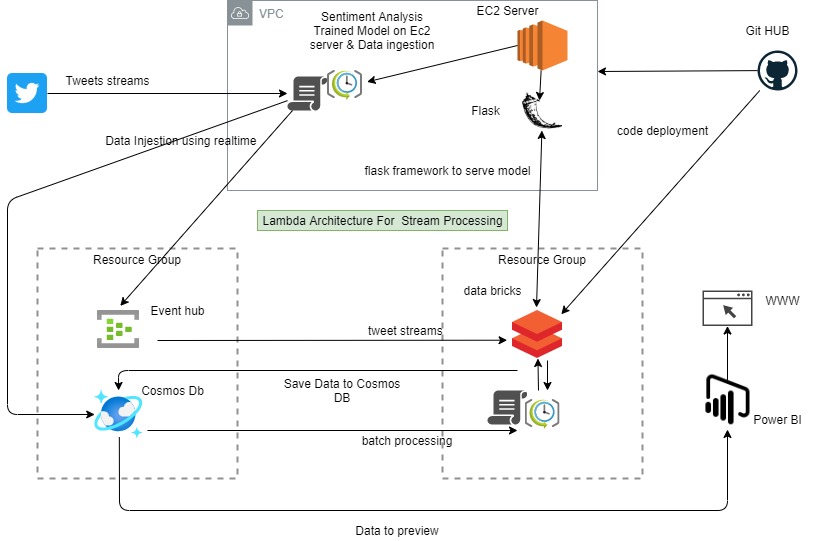 VPC
Sentiment Analysis
Trained Model on Ec2
server & Data ingestion
EC2 Server
Git HUB
Tweets streams
Flask
code deployment
Data Injestion using realtime
flask framework to serve model
Lambda Architecture For  Stream Processing
Resource Group
Resource Group
data bricks
Event hub
WWW
tweet streams
Cosmos Db
Save Data to Cosmos
DB
Power BI
batch processing
Data to preview